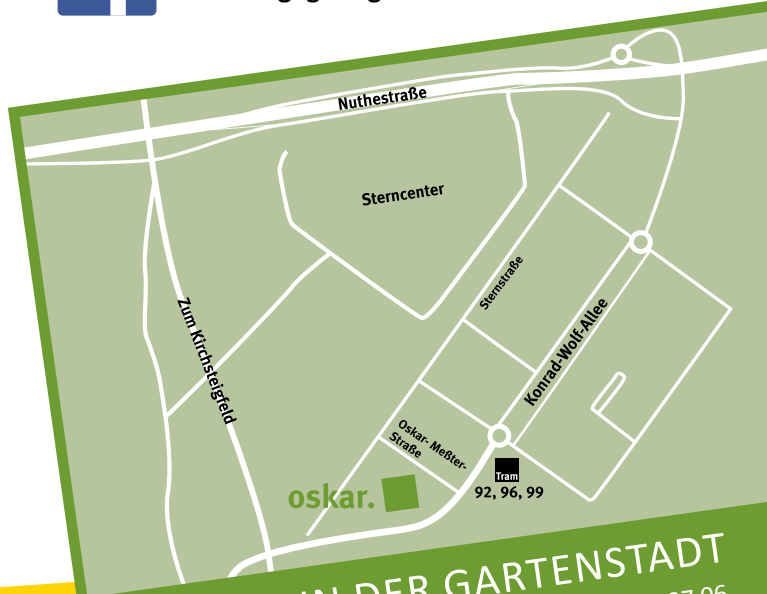 Nuthestraße
Sterncenter
Sternstraße
Zum Kirchsteigfeld
Konrad-Wolf-Allee
Oskar- Meßter-
Straße
oskar.
Tram
92, 96, 99
IN DER GARTENSTADT